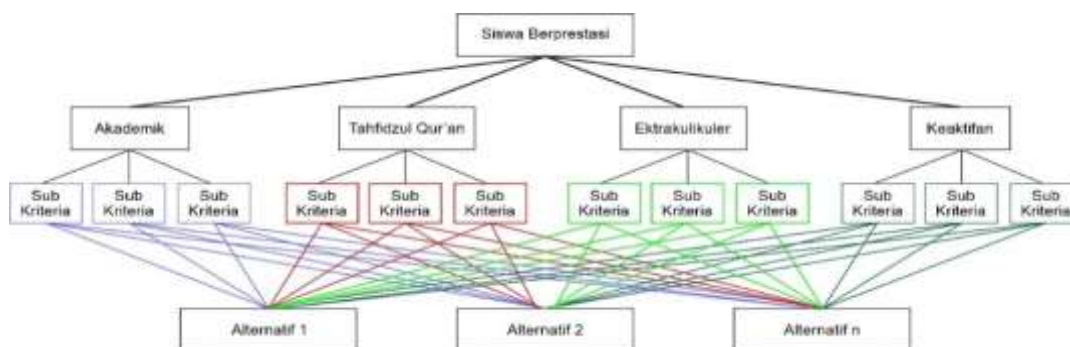 Siswa Berprestasi
Akademik
Tahfidzul Qur'an
Ektrakulikuler
Keaktifan
Sub
Kriteria
Sub
Kriteria
Sub
Kriteria
Sub
Kriteria
Sub
Kriteria
Sub
Kriteria
Sub
Kriteria
Sub
Kriteria
Sub
Kriteria
Sub
Kriteria
Sub
Kriteria
Sub
Kriteria
Alternatif 1
Alternatif 2
Alternatif n